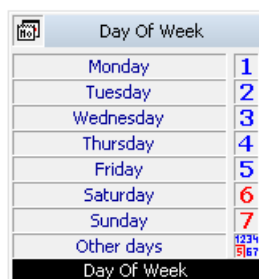 Mo
Day Of Week
Monday 1
Tuesday 2
Wednesday 3
Thursday 4
Friday 5
Saturday 6
Sunday 7
Other days 1234
567
Day Of Week